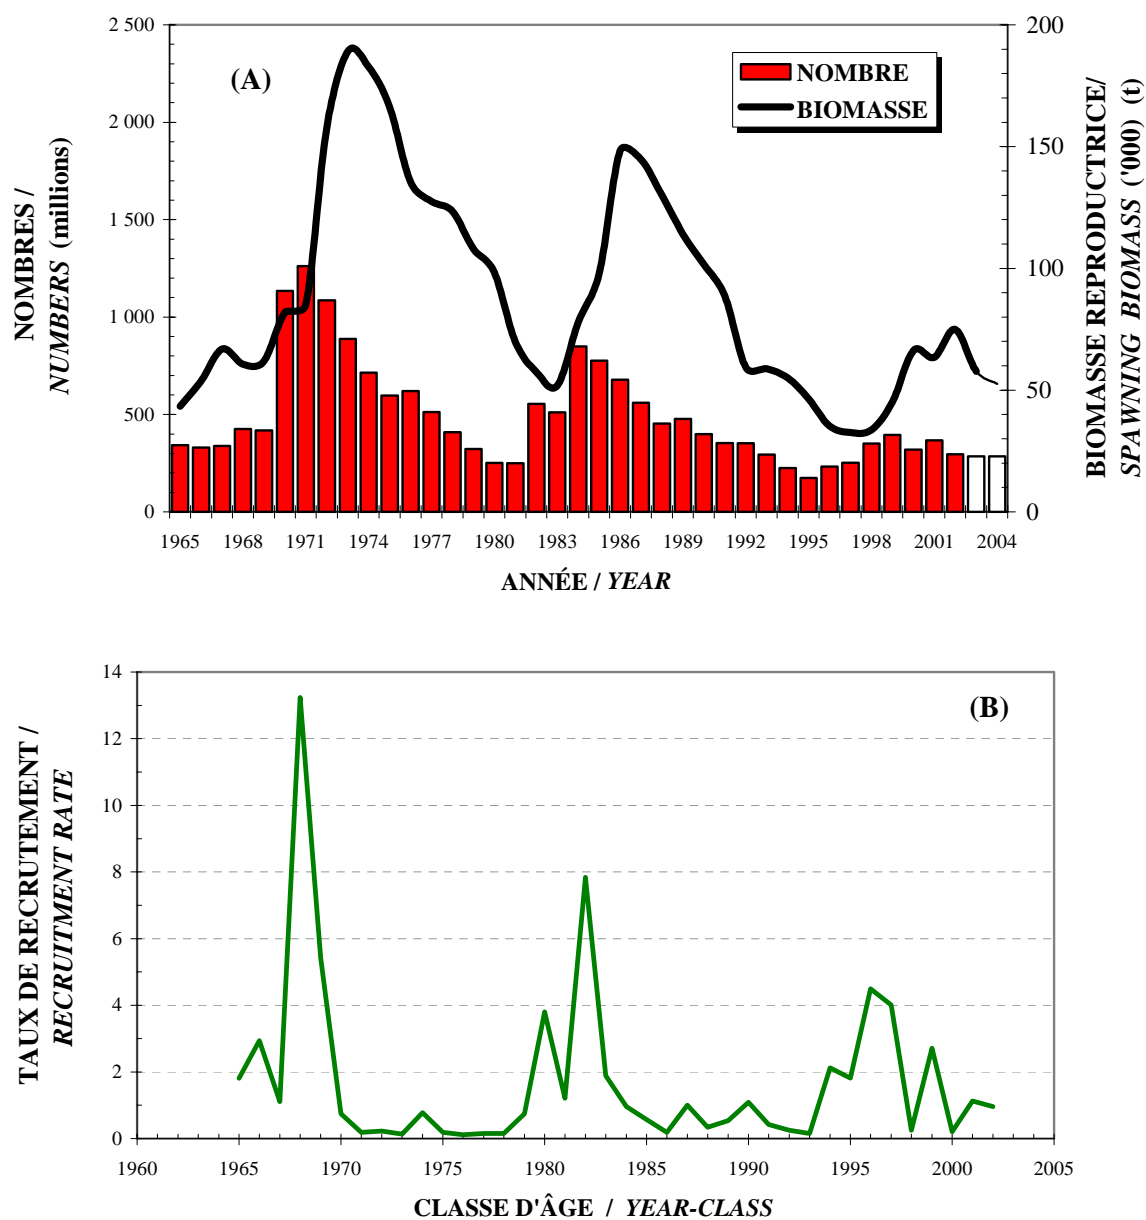 (A)
NOMBRE
BIOMASSE
NOMBRES /
NUMBERS (millions)
2 500
2 000
1 500
1 000
500
0
BIOMASSE REPRODUCTRICE/
SPAWNING BIOMASS ('000) (t)
200
150
100
50
0
1965 1968 1971 1974 1977 1980 1983 1986 1989 1992 1995 1998 2001 2004
ANNÉE / YEAR
(B)
TAUX DE RECRUTEMENT /
RECRUITMENT RATE
14
12
10
8
6
4
2
0
1960 1965 1970 1975 1980 1985 1990 1995 2000 2005
CLASSE D'ÂGE / YEAR-CLASS